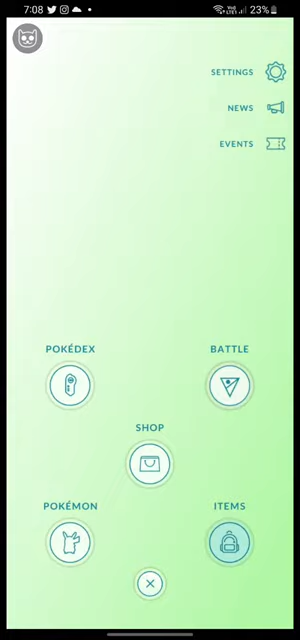 7:08
23%
SETTINGS
NEWS
EVENTS
POKÉDEX
BATTLE
SHOP
POKÉMON
ITEMS